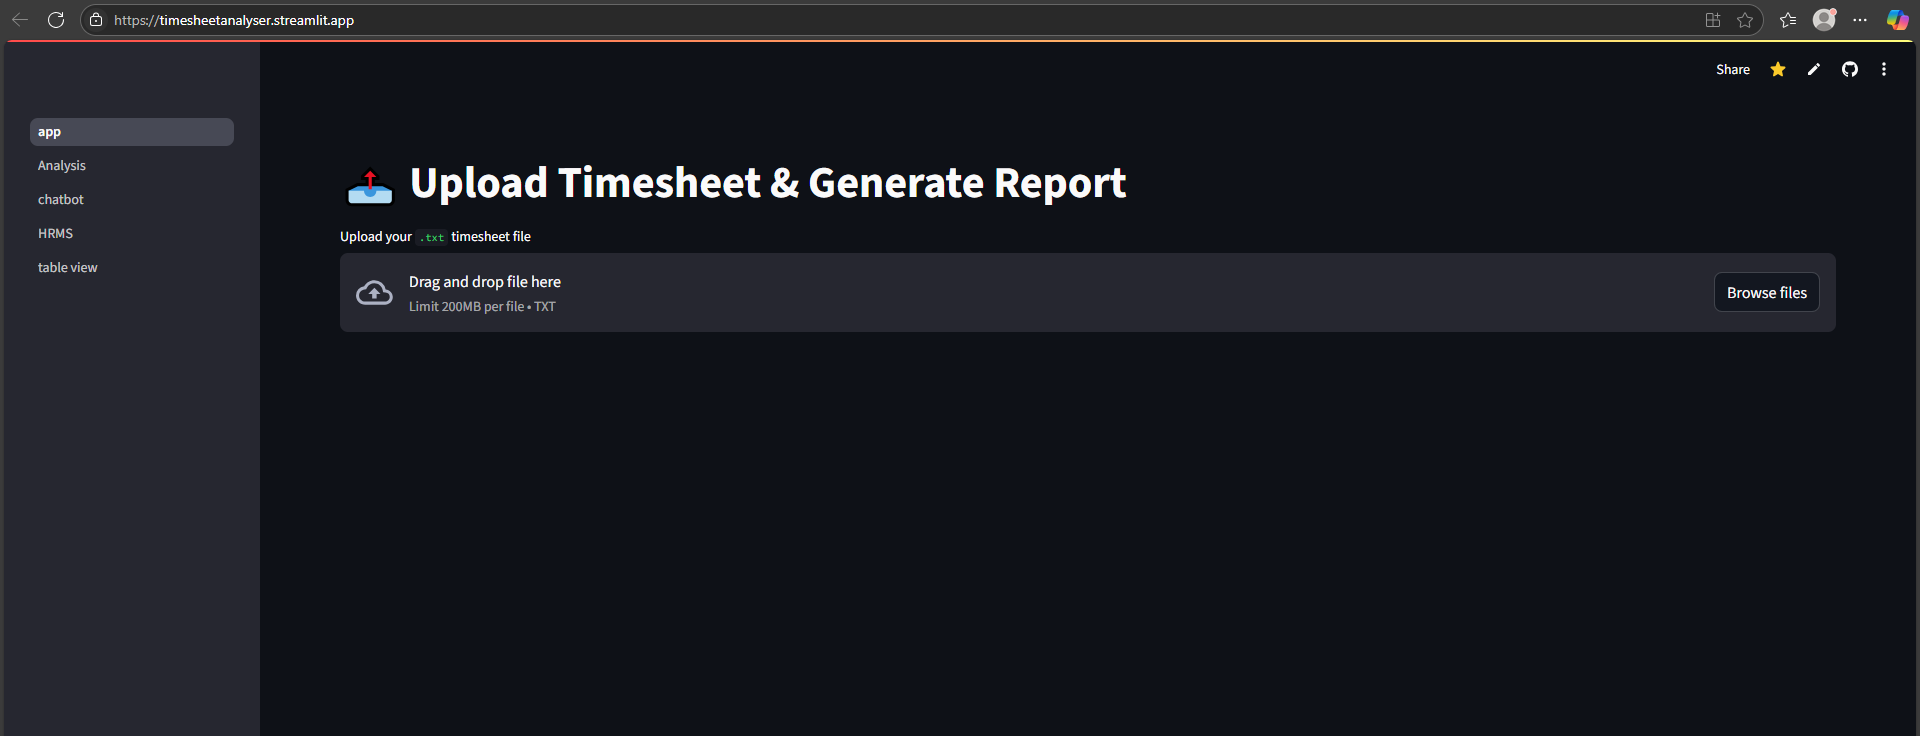 https://timesheetanalyser.streamlit.app
Share
app
Analysis
chatbot
HRMS
table view
Upload Timesheet & Generate Report
Upload your .txt timesheet file
Drag and drop file here
Limit 200MB per file • TXT
Browse files